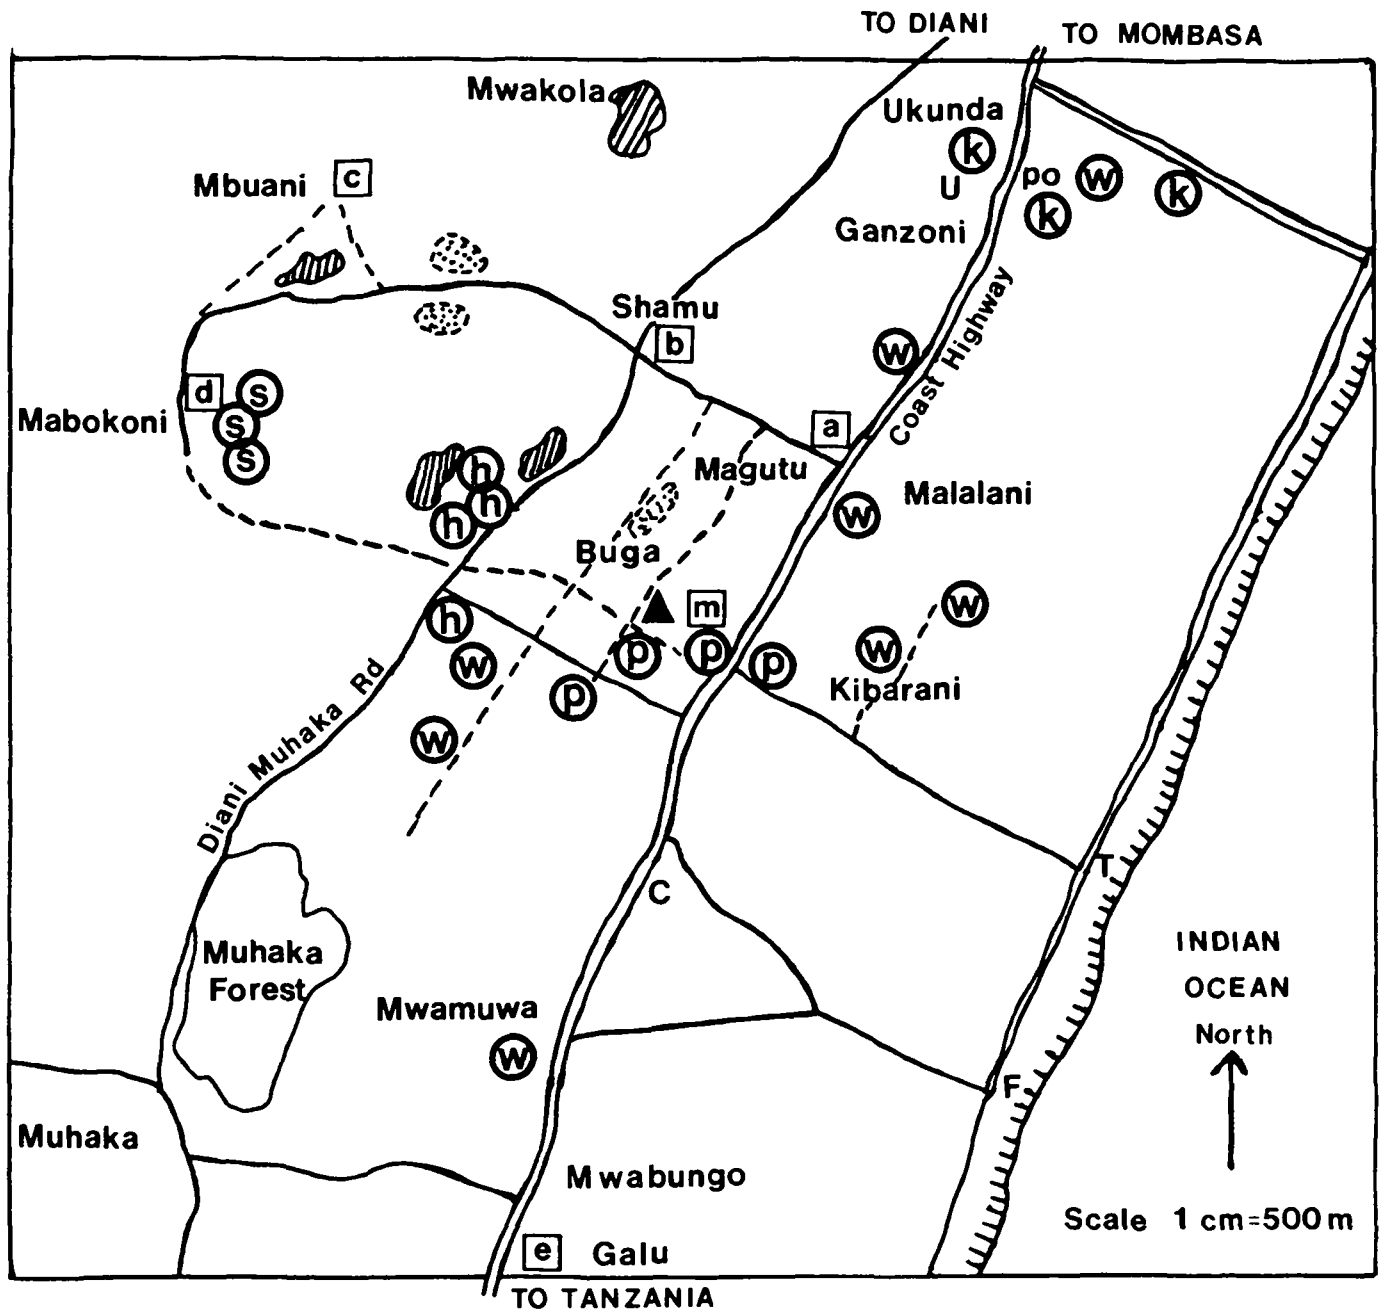 TO DIANI
TO MOMBASA
Mwakola
Ukunda
k
U
po
w
k
k
Mbuani
c
Ganzoni
Shamu
b
w
Coast Highway
d
s
s
s
Mabokoni
a
Magutu
h
h
h
Malalani
w
Buga
m
w
h
p
p
p
w
w
Kibarani
p
w
Diani Muhaka Rd
T
C
Muhaka
Forest
INDIAN
OCEAN
North
Mwamuwa
w
F
Muhaka
Mwabungo
Scale 1 cm=500m
e
Galu
TO TANZANIA